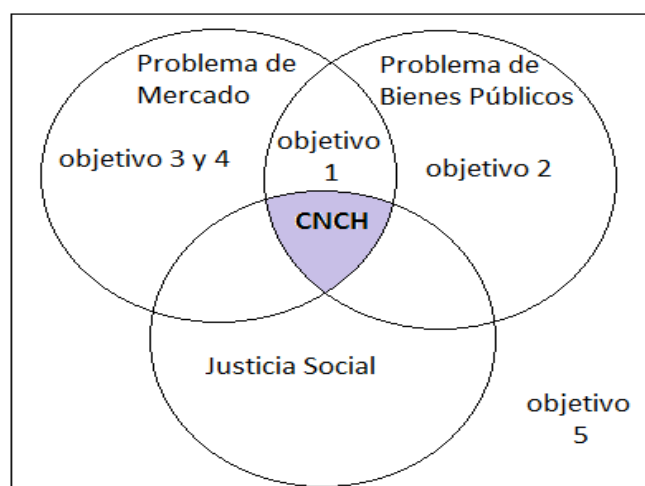 Problema de
Mercado
Problema de
Bienes Públicos
objetivo 3 y 4
objetivo
1
objetivo 2
CNCH
Justicia Social
objetivo
5